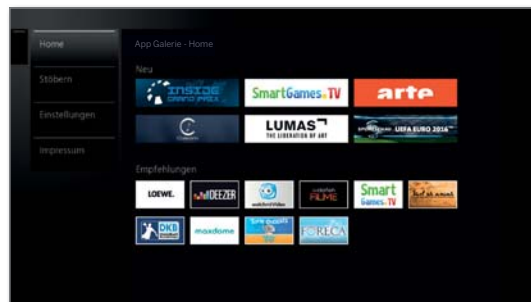 Home
App Galerie - Home
Stöbern
Einstellungen
Impressum
Neu
INSIDE
GRAND PRIX
SmartGames.TV
arte
LUMAS
THE LIBERATION OF ART
SPORTSCHAU UEFA EURO 2016
Empfehlungen
LOEWE.
DEEZER
FILME
Smart
Games.TV
DKB
maxdome
FORECA